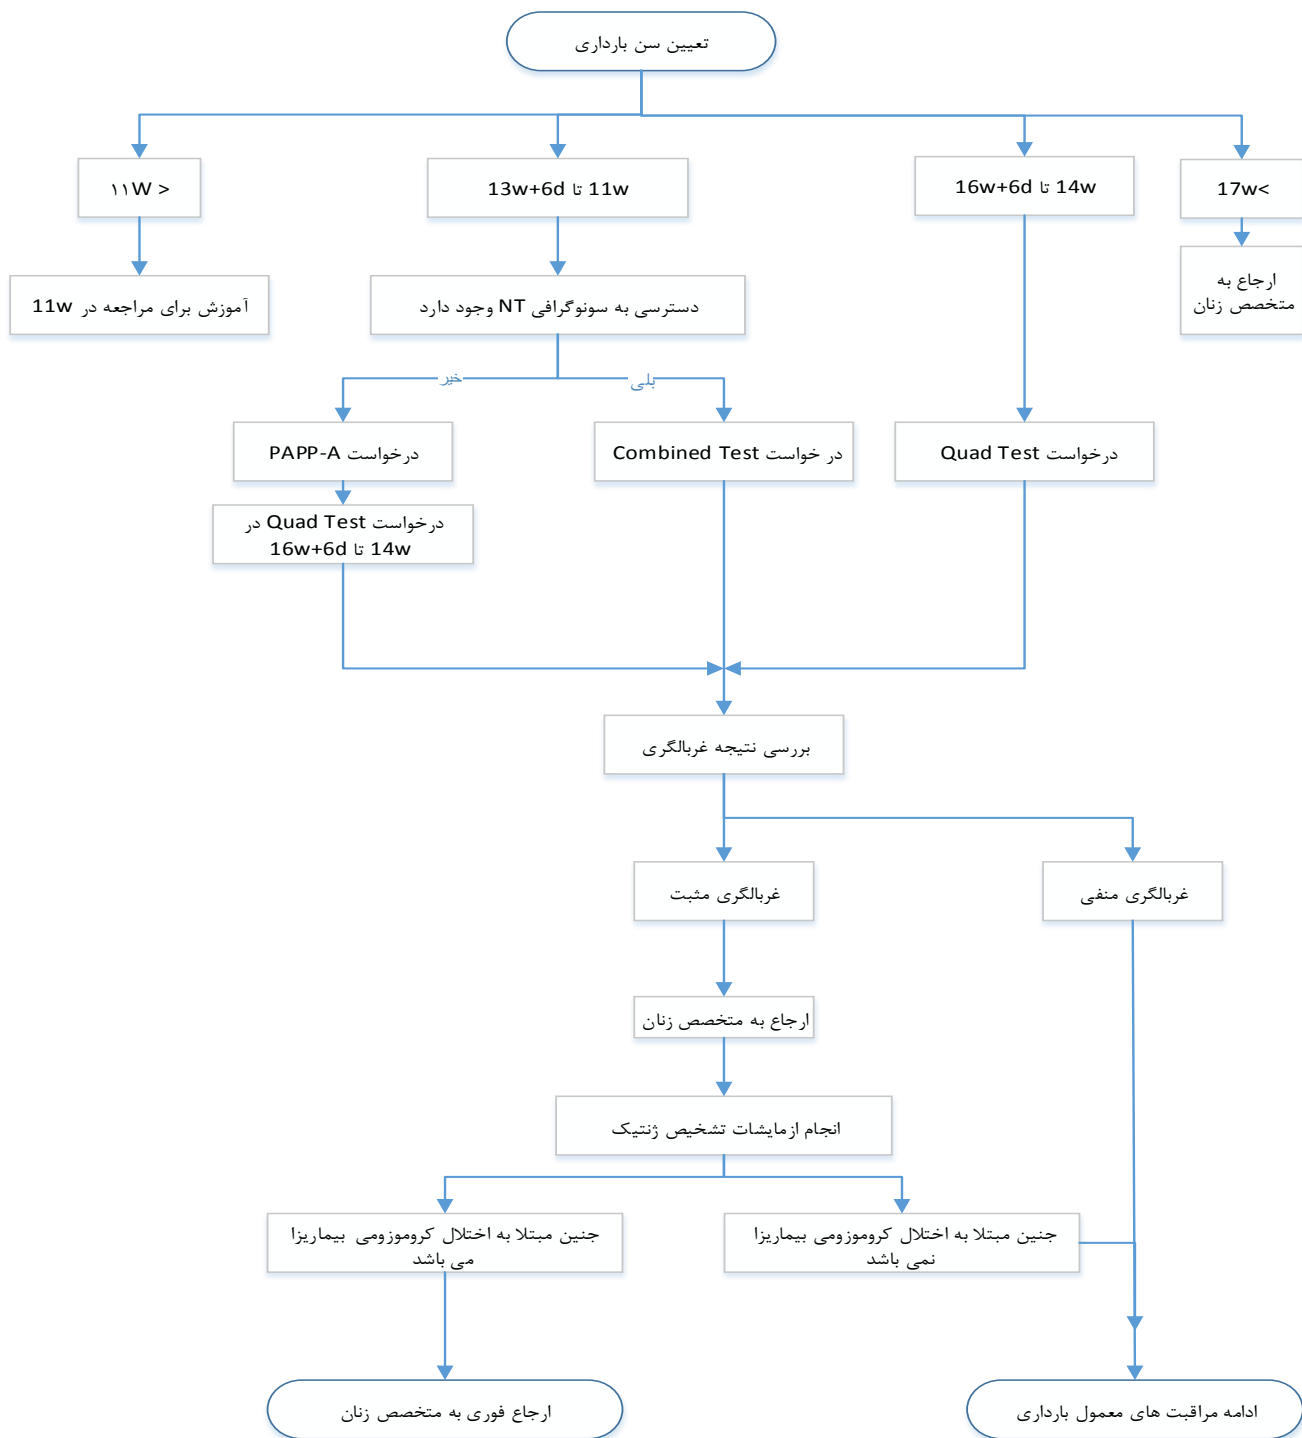 تعیین سن بارداری
۱۱W >
11w تا 13w+6d
14w تا 16w+6d
17w<
آموزش برای مراجعه در 11w
دسترسی به سونوگرافی NT وجود دارد
ارجاع به
متخصص زنان
خیر
بلی
درخواست PAPP-A
در خواست Combined Test
درخواست Quad Test
درخواست Quad Test در
14w تا 16w+6d
بررسی نتیجه غربالگری
غربالگری مثبت
غربالگری منفی
ارجاع به متخصص زنان
انجام ازمایشات تشخیص ژنتیک
جنین مبتلا به اختلال کروموزومی بیماریزا
می باشد
جنین مبتلا به اختلال کروموزومی بیماریزا
نمی باشد
ارجاع فوری به متخصص زنان
ادامه مراقبت های معمول بارداری